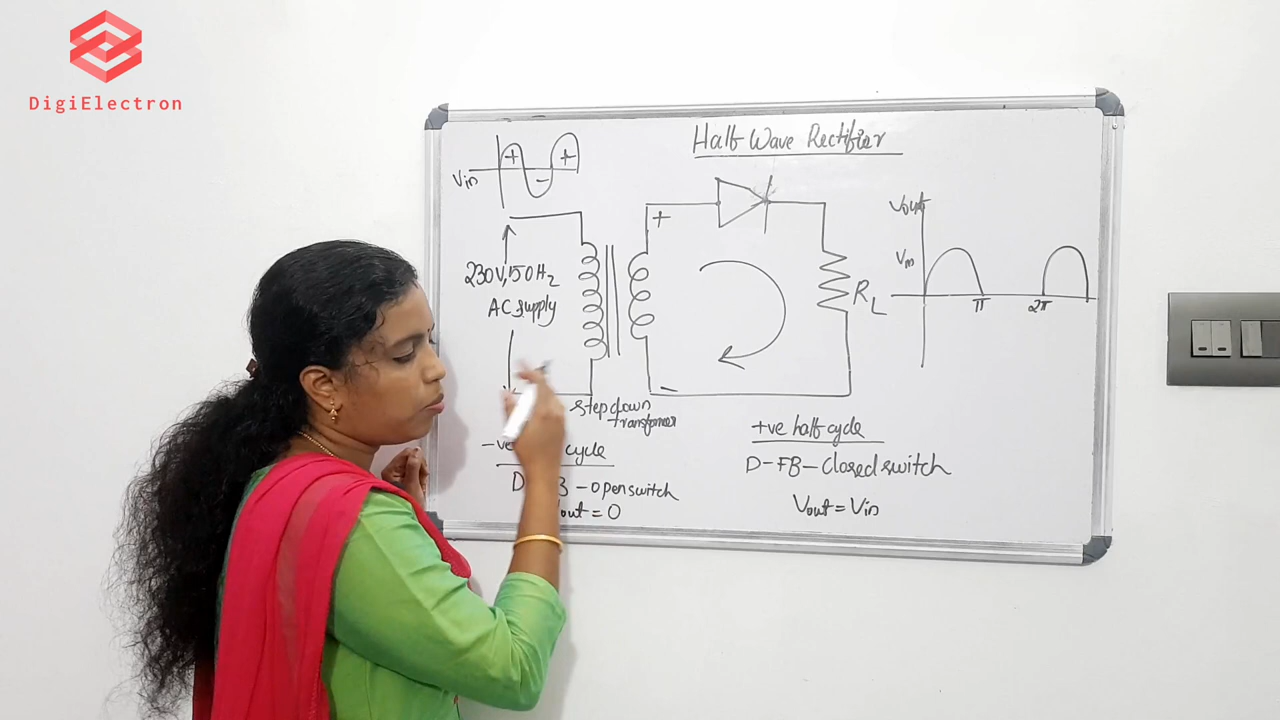 DigiElectron
Half Wave Rectifier
Vin
+ +
-
230V, 50Hz
AC supply
+
-
RL
Vout
Vm
π 2π
step down
transformer
-ve cycle
D - open switch
out = 0
+ve half cycle
D-FB-Closed switch
Vout = Vin